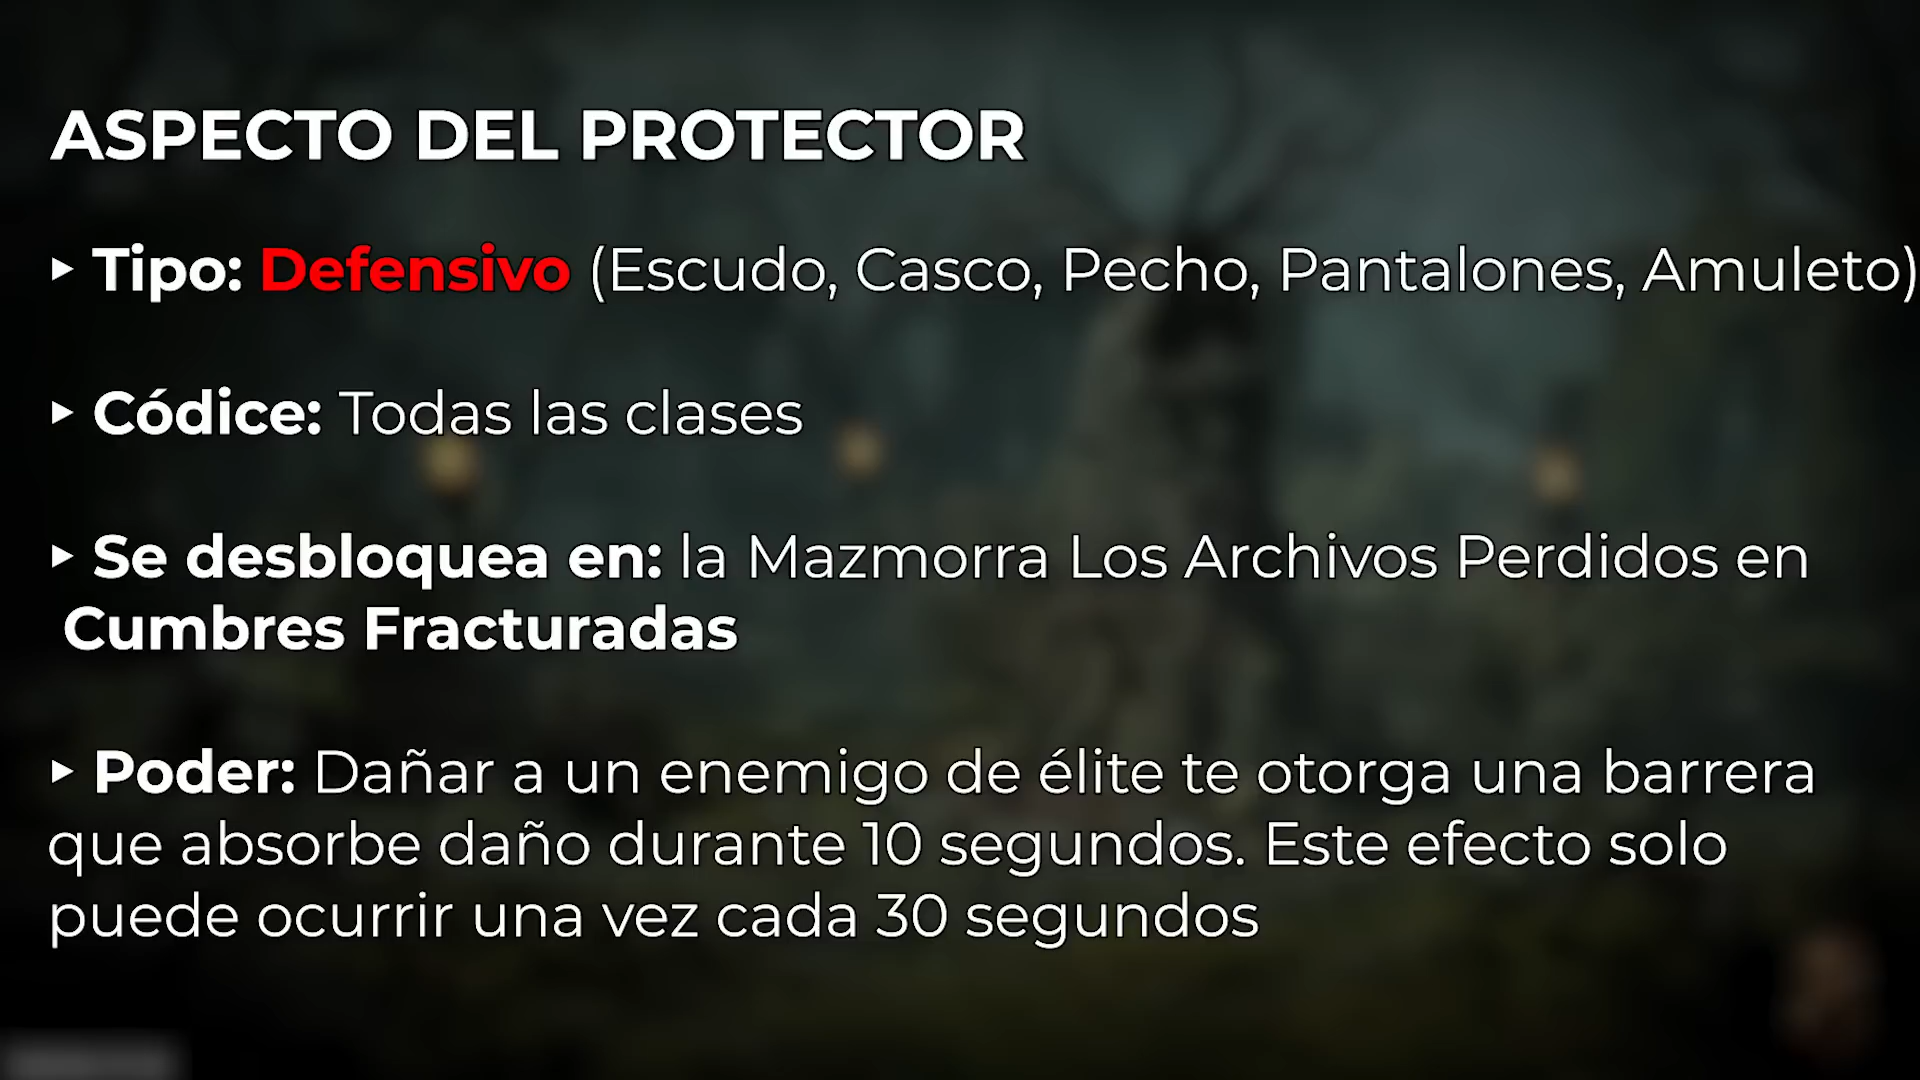 ASPECTO DEL PROTECTOR
▸ Tipo: Defensivo (Escudo, Casco, Pecho, Pantalones, Amuleto)
▸ Códice: Todas las clases
▸ Se desbloquea en: la Mazmorra Los Archivos Perdidos en
Cumbres Fracturadas
▸ Poder: Dañar a un enemigo de élite te otorga una barrera
que absorbe daño durante 10 segundos. Este efecto solo
puede ocurrir una vez cada 30 segundos